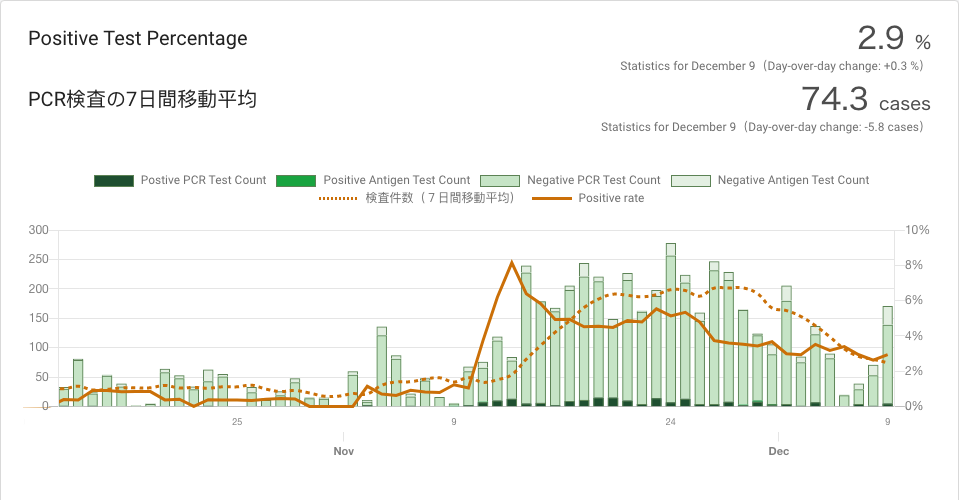 Positive Test Percentage
2.9 %
Statistics for December 9（Day-over-day change: +0.3 %）
PCR検査の7日間移動平均
74.3 cases
Statistics for December 9（Day-over-day change: -5.8 cases）
Postive PCR Test Count Positive Antigen Test Count Negative PCR Test Count Negative Antigen Test Count
検査件数（７日間移動平均） Positive rate
300 10%
250 8%
200 6%
150 4%
100 2%
50 0%
0
25 9 24 9
Nov Dec